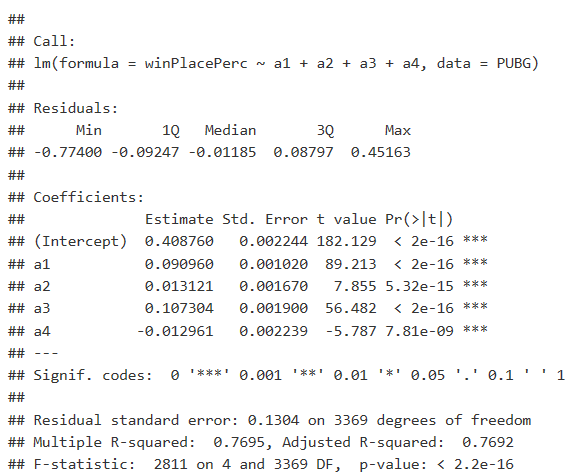 ##
## Call:
## lm(formula = winPlacePerc ~ a1 + a2 + a3 + a4, data = PUBG)
##
## Residuals:
##      Min       1Q   Median       3Q      Max
## -0.77400 -0.09247 -0.01185  0.08797  0.45163
##
## Coefficients:
##              Estimate Std. Error t value Pr(>|t|)
## (Intercept)  0.408760   0.002244 182.129  < 2e-16 ***
## a1           0.090960   0.001020  89.213  < 2e-16 ***
## a2           0.013121   0.001670   7.855 5.32e-15 ***
## a3           0.107304   0.001900  56.482  < 2e-16 ***
## a4          -0.012961   0.002239  -5.787 7.81e-09 ***
## ---
## Signif. codes:  0 '***' 0.001 '**' 0.01 '*' 0.05 '.' 0.1 ' ' 1
##
## Residual standard error: 0.1304 on 3369 degrees of freedom
## Multiple R-squared:  0.7695, Adjusted R-squared:  0.7692
## F-statistic:  2811 on 4 and 3369 DF,  p-value: < 2.2e-16